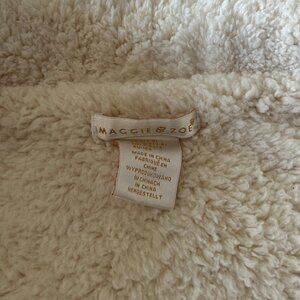 MAGGIE & ZOE
MADE IN CHINA
FABRIQUÉ EN
CHINE
WYPRODUKOWANO
W CHINACH
IN CHINA
HERGESTELLT